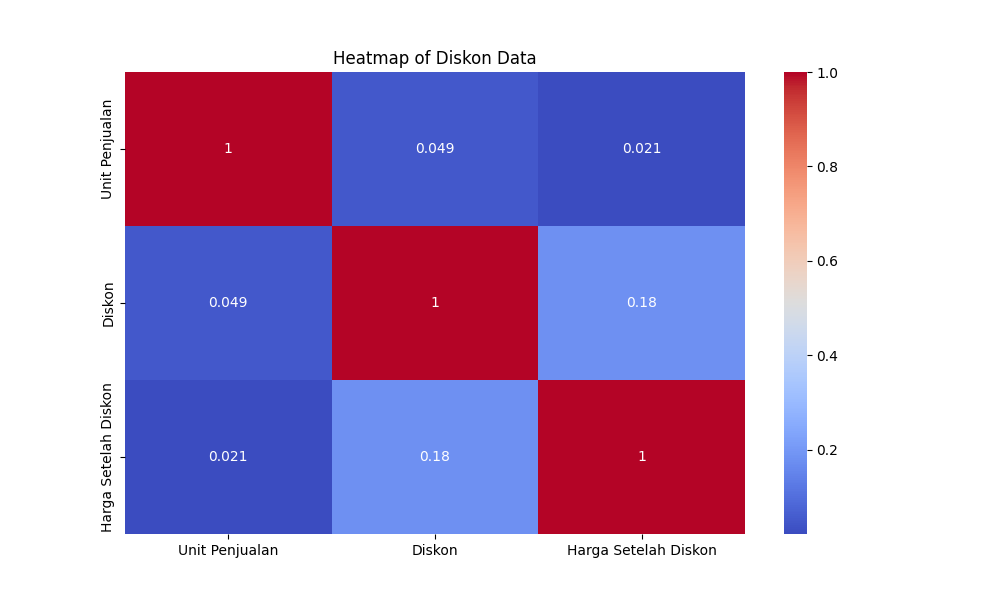 Heatmap of Diskon Data
Unit Penjualan
1
0.049
0.021
Diskon
0.049
1
0.18
Harga Setelah Diskon
0.021
0.18
1
Unit Penjualan
Diskon
Harga Setelah Diskon
1.0
0.8
0.6
0.4
0.2